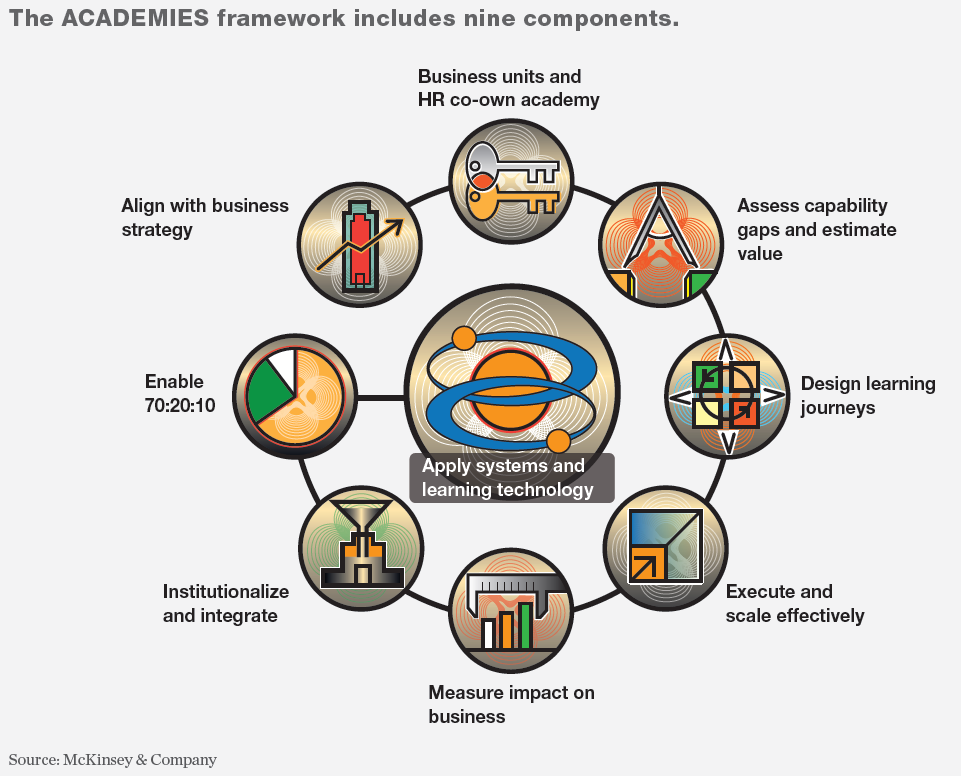 The ACADEMIES framework includes nine components.
Business units and
HR co-own academy
Align with business
strategy
Assess capability
gaps and estimate
value
Enable
70:20:10
Design learning
journeys
Apply systems and
learning technology
Institutionalize
and integrate
Execute and
scale effectively
Measure impact on
business
Source: McKinsey & Company